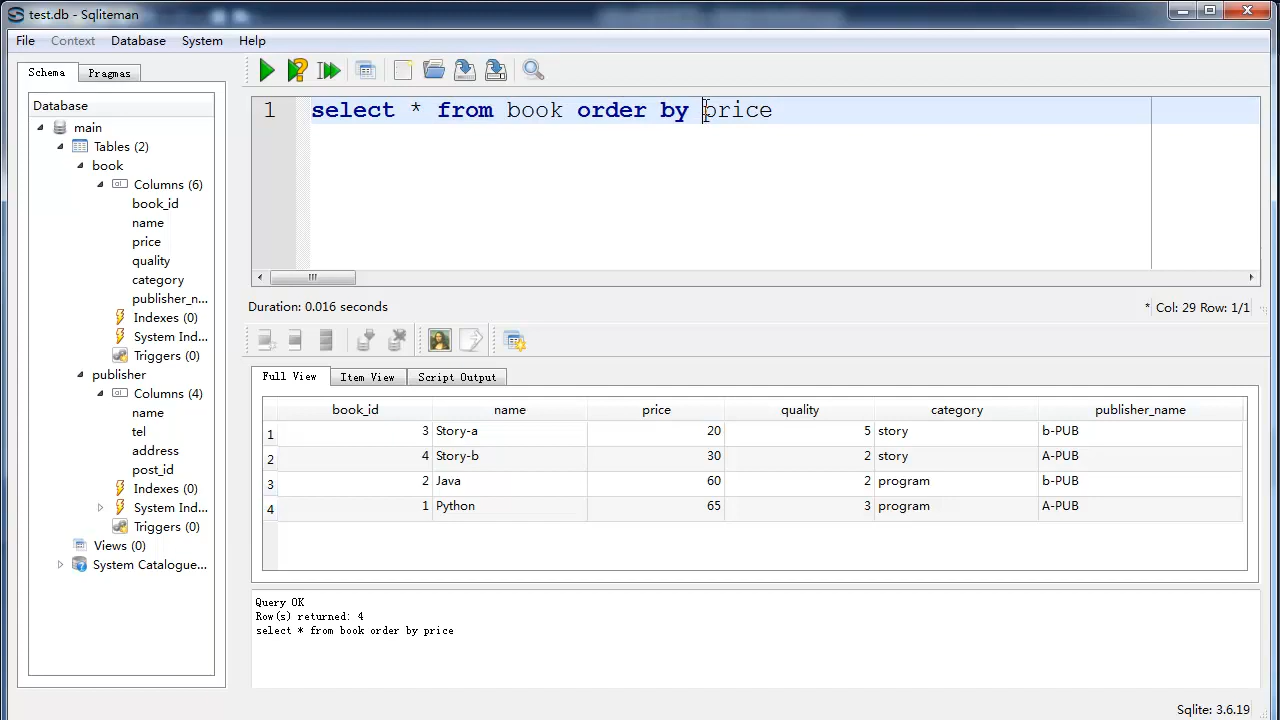 test.db - Sqliteman
File Context Database System Help
Schema Pragmas
Database
main
Tables (2)
book
Columns (6)
book_id
name
price
quality
category
publisher_n...
Indexes (0)
System Ind...
Triggers (0)
publisher
Columns (4)
name
tel
address
post_id
Indexes (0)
System Ind...
Triggers (0)
Views (0)
System Catalogue...
1 select * from book order by price
Duration: 0.016 seconds * Col: 29 Row: 1/1
Full View Item View Script Output
book_id name price quality category publisher_name
1 3 Story-a 20 5 story b-PUB
2 4 Story-b 30 2 story A-PUB
3 2 Java 60 2 program b-PUB
4 1 Python 65 3 program A-PUB
Query OK
Row(s) returned: 4
select * from book order by price
Sqlite: 3.6.19